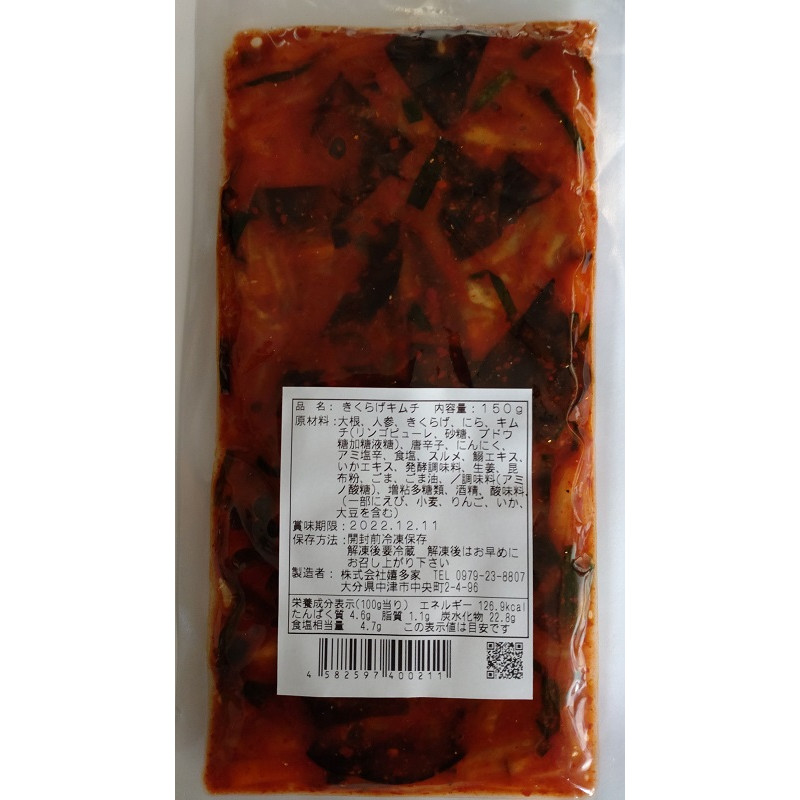 品　名： きくらげキムチ　内容量：１５０ｇ
原材料：大根、人参、きくらげ、にら、キム
チ(リンゴピューレ、砂糖、ブドウ
糖加糖液糖)、唐辛子、にんにく、
アミ塩辛、食塩、スルメ、鰯エキス、
いかエキス、発酵調味料、生姜、昆
布粉、ごま、ごま油、／調味料(アミ
ノ酸糖)、増粘多糖類、酒精、酸味料
(一部にえび、小麦、りんご、いか、
大豆を含む)
賞味期限：２０２２.１２.１１
保存方法：開封前冷凍保存
解凍後要冷蔵　解凍後はお早めに
お召し上がり下さい
製造者： 株式会社嬉多家　TEL 0979-23-8807
大分県中津市中央町2-4-96
栄養成分表示(100g当り)　エネルギー 126.9kcal
たんぱく質 4.6g　脂質 1.1g　炭水化物 22.8g
食塩相当量　4.7g　　この表示値は目安です
4 582597 400211